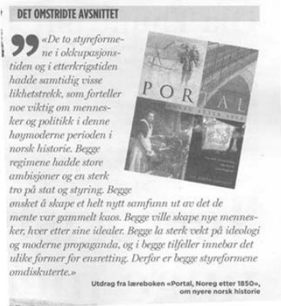 DET OMSTRIDTE AVSNITTET
«De to styreforme-
ne i okkupasjons-
tiden og i etterkrigstiden
hadde samtidig visse
likhetstrekk, som forteller
noe viktig om mennes-
ker og politikk i denne
høymoderne perioden i
norsk historie. Begge
regimene hadde store
ambisjoner og en sterk
tro på stat og styring. Begge
ønsket å skape et helt nytt samfunn ut av det de
mente var gammelt kaos. Begge ville skape nye mennes-
ker, hver etter sine idealer. Begge la sterk vekt på ideologi
og moderne propaganda, og i begge tilfeller innebar det
ulike former for ensretting. Derfor er begge styreformene
omdiskuterte.»
PORTAL
Utdrag fra læreboken «Portal, Noreg etter 1850»,
om nyere norsk historie